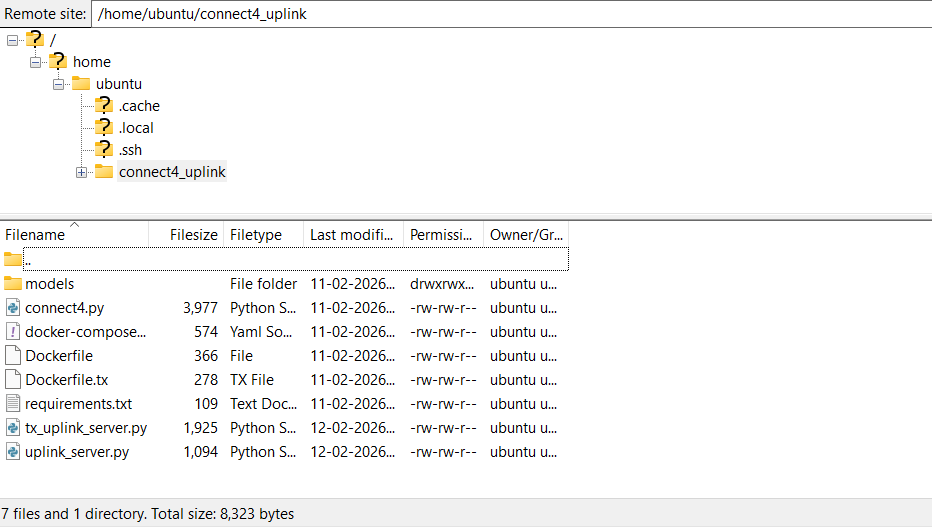 Remote site: /home/ubuntu/connect4_uplink
/
home
ubuntu
.cache
.local
.ssh
connect4_uplink
Filename Filesize Filetype Last modifi... Permissi... Owner/Gr...
..
models File folder 11-02-2026... drwxrwx... ubuntu u...
connect4.py 3,977 Python S... 11-02-2026... -rw-rw-r-- ubuntu u...
docker-compose... 574 Yaml So... 11-02-2026... -rw-rw-r-- ubuntu u...
Dockerfile 366 File 11-02-2026... -rw-rw-r-- ubuntu u...
Dockerfile.tx 278 TX File 11-02-2026... -rw-rw-r-- ubuntu u...
requirements.txt 109 Text Doc... 11-02-2026... -rw-rw-r-- ubuntu u...
tx_uplink_server.py 1,925 Python S... 12-02-2026... -rw-rw-r-- ubuntu u...
uplink_server.py 1,094 Python S... 12-02-2026... -rw-rw-r-- ubuntu u...
7 files and 1 directory. Total size: 8,323 bytes